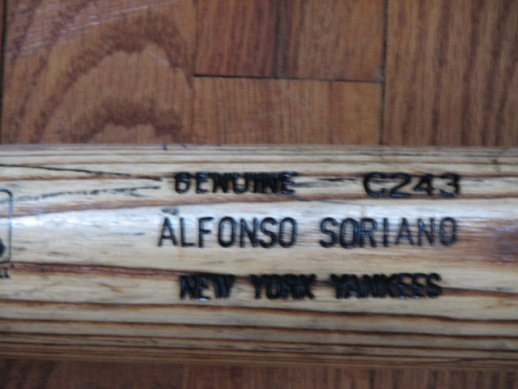 GENUINE C243
ALFONSO SORIANO
NEW YORK YANKEES